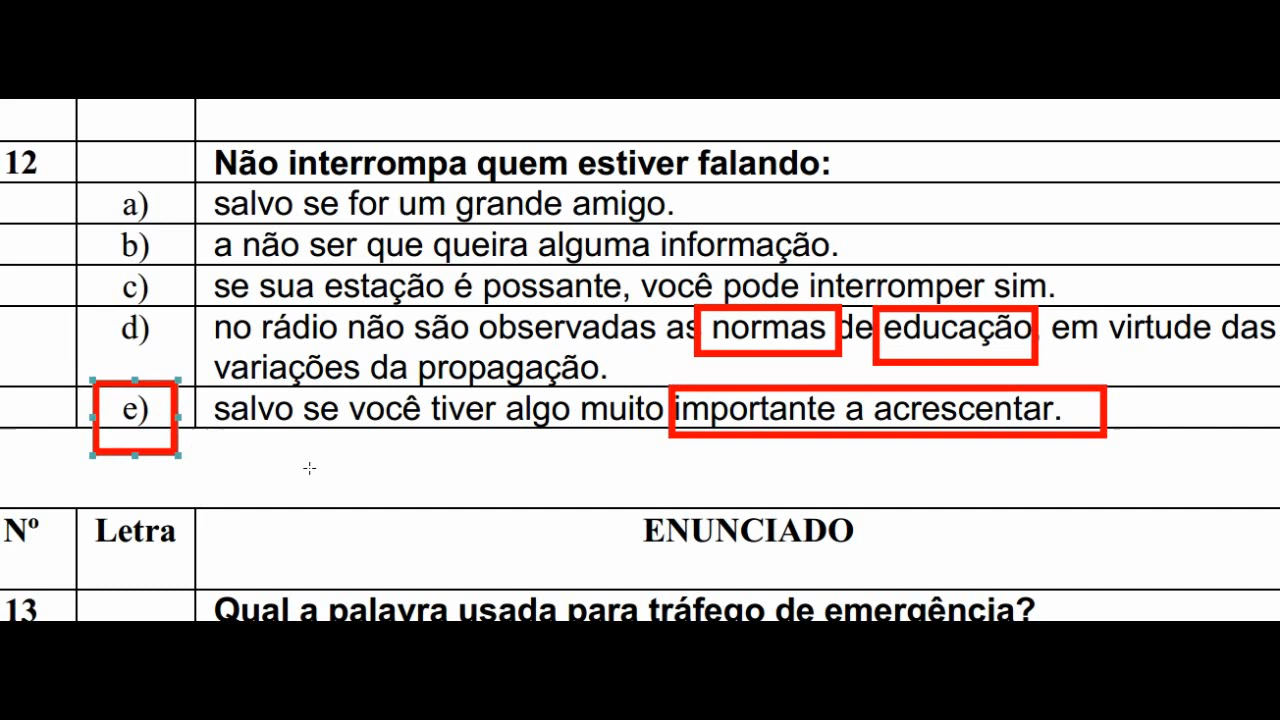 12 Não interrompa quem estiver falando:
a) salvo se for um grande amigo.
b) a não ser que queira alguma informação.
c) se sua estação é possante, você pode interromper sim.
d) no rádio não são observadas as normas de educação, em virtude das
variações da propagação.
e) salvo se você tiver algo muito importante a acrescentar.
Nº Letra ENUNCIADO
13 Qual a palavra usada para tráfego de emergência?